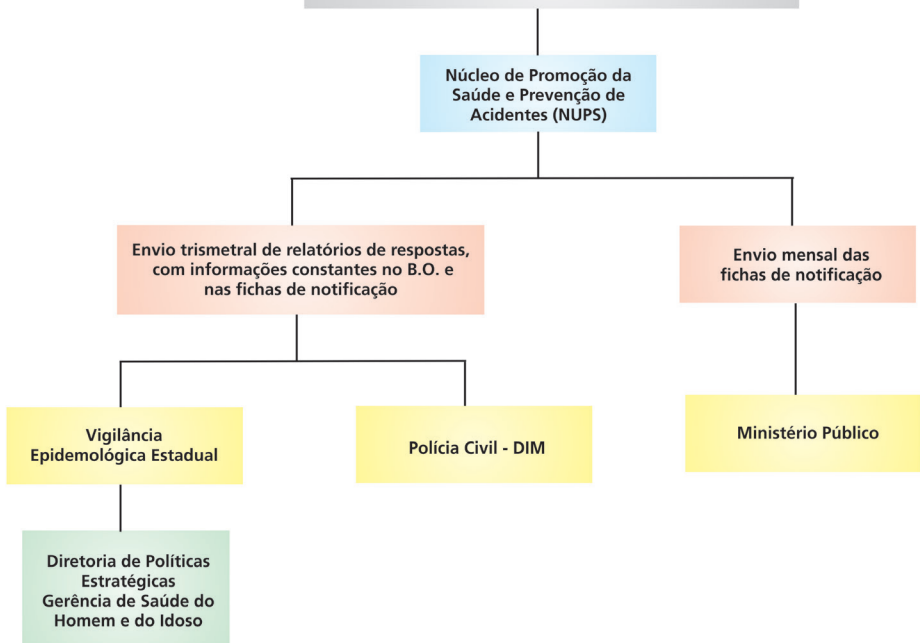 Núcleo de Promoção da
Saúde e Prevenção de
Acidentes (NUPS)
Envio trismetral de relatórios de respostas,
com informações constantes no B.O. e
nas fichas de notificação
Envio mensal das
fichas de notificação
Vigilância
Epidemológica Estadual
Polícia Civil - DIM
Ministério Público
Diretoria de Políticas
Estratégicas
Gerência de Saúde do
Homem e do Idoso